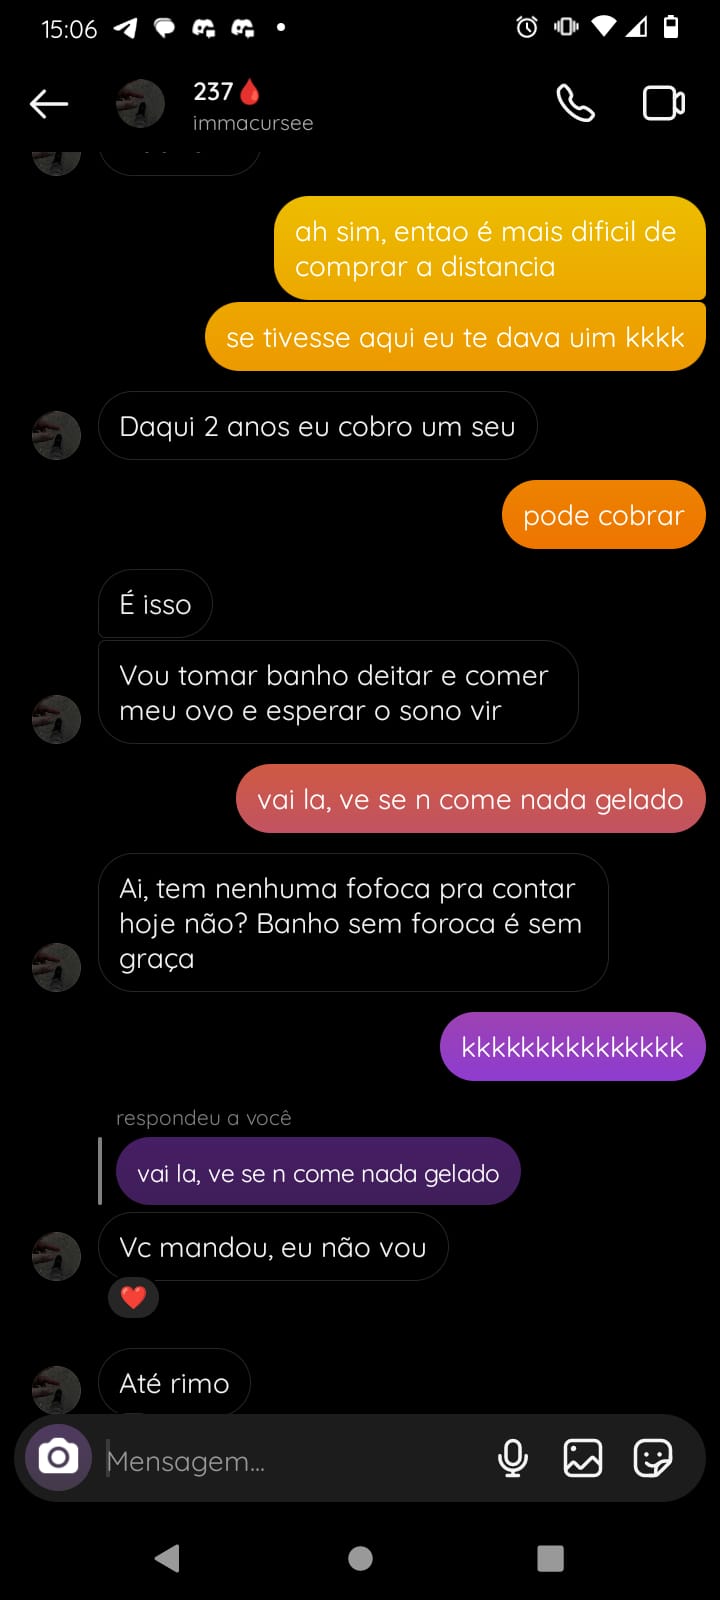 15:06
237🩸
immacursee
ah sim, entao é mais dificil de
comprar a distancia
se tivesse aqui eu te dava uim kkkk
Daqui 2 anos eu cobro um seu
pode cobrar
É isso
Vou tomar banho deitar e comer
meu ovo e esperar o sono vir
vai la, ve se n come nada gelado
Ai, tem nenhuma fofoca pra contar
hoje não? Banho sem foroca é sem
graça
kkkkkkkkkkkkkkk
respondeu a você
vai la, ve se n come nada gelado
Vc mandou, eu não vou
❤️
Até rimo
Mensagem...